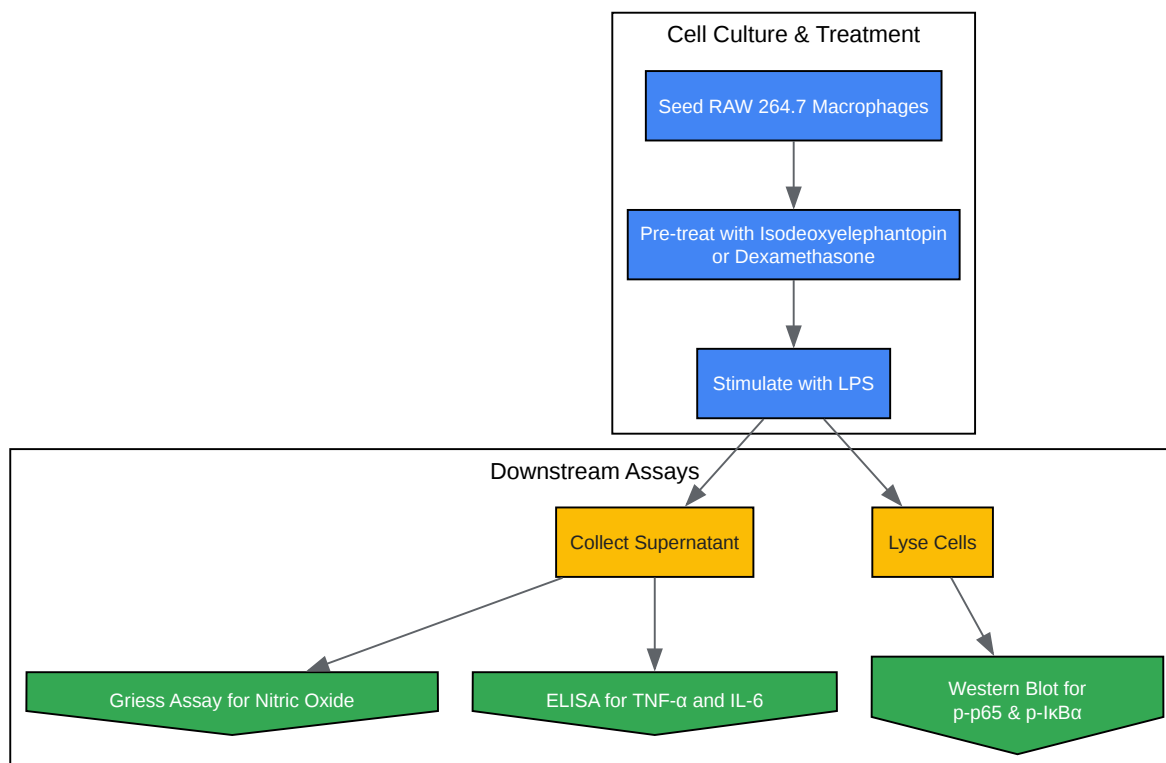 Cell Culture & Treatment
Seed RAW 264.7 Macrophages
Pre-treat with Isodeoxyelephantopin
or Dexamethasone
Stimulate with LPS
Downstream Assays
Collect Supernatant
Lyse Cells
Griess Assay for Nitric Oxide
ELISA for TNF-α and IL-6
Western Blot for
p-p65 & p-IκBα